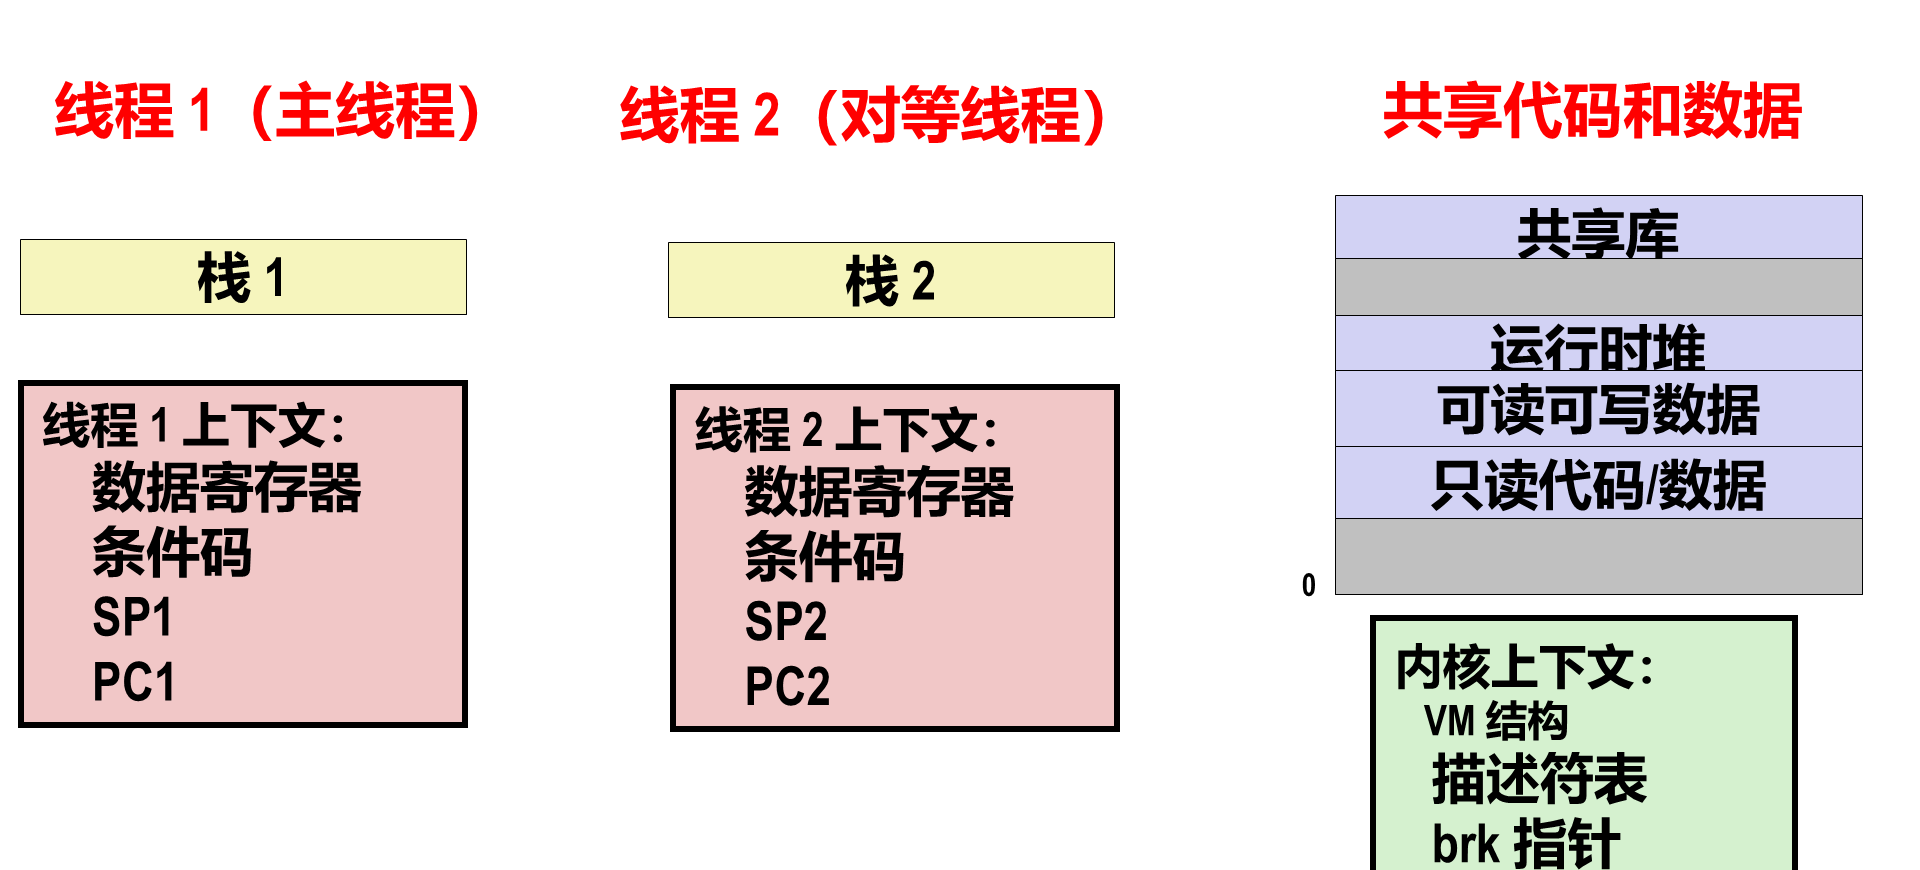 线程 1（主线程）
栈 1
线程 1 上下文：
数据寄存器
条件码
SP1
PC1
线程 2（对等线程）
栈 2
线程 2 上下文：
数据寄存器
条件码
SP2
PC2
共享代码和数据
共享库
运行时堆
可读可写数据
只读代码/数据
0
内核上下文：
VM 结构
描述符表
brk 指针